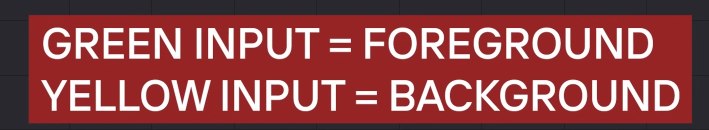 GREEN INPUT = FOREGROUND
YELLOW INPUT = BACKGROUND